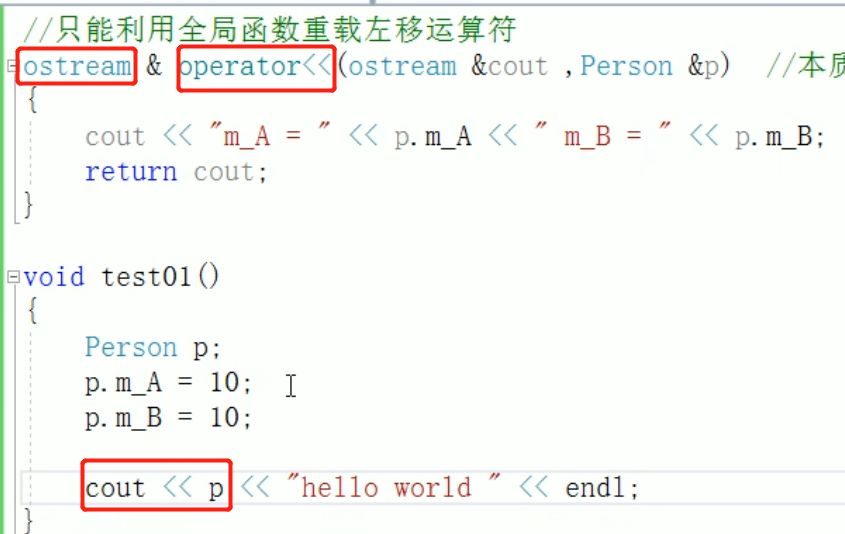 //只能利用全局函数重载左移运算符
ostream & operator<<(ostream &cout ,Person &p) //本质
{
cout << "m_A = " << p.m_A << " m_B = " << p.m_B;
return cout;
}
void test01()
{
Person p;
p.m_A = 10;
p.m_B = 10;
cout << p << "hello world " << endl;
}